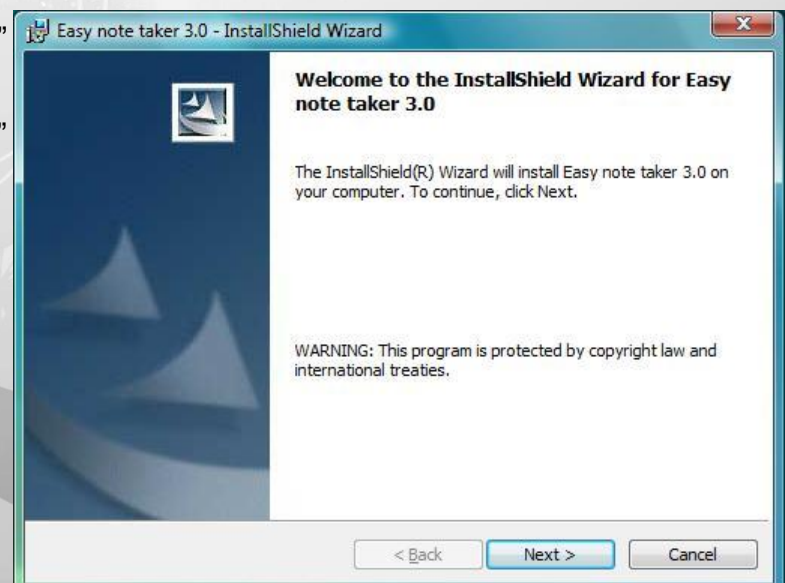 ”
Easy note taker 3.0 - InstallShield Wizard
Welcome to the InstallShield Wizard for Easy
note taker 3.0
”
The InstallShield(R) Wizard will install Easy note taker 3.0 on
your computer. To continue, click Next.
WARNING: This program is protected by copyright law and
international treaties.
< Back Next > Cancel